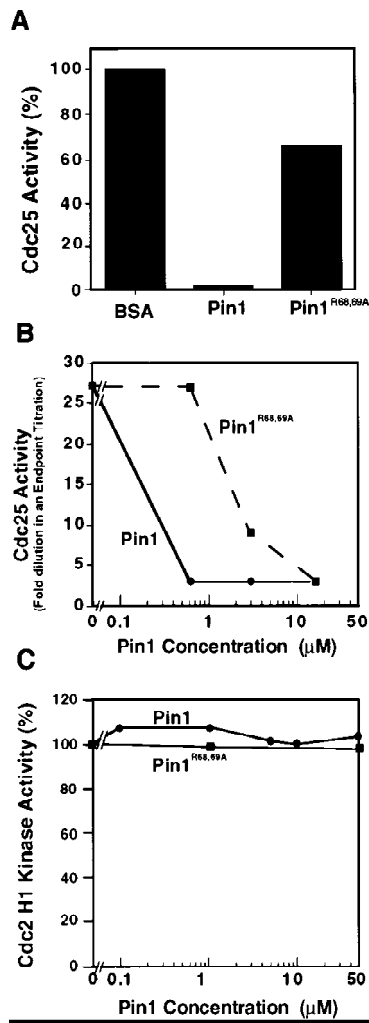 A
Cdc25 Activity (%)
100
80
60
40
20
0
BSA Pin1 Pin1R68,69A
B
Cdc25 Activity
(Fold dilution in an Endpoint Titration)
30
25
20
15
10
5
0
Pin1R68,69A
Pin1
0 0.1 1 10 50
Pin1 Concentration (μM)
C
Cdc2 H1 Kinase Activity (%)
120
100
80
60
40
20
0
Pin1
Pin1R68,69A
0 0.1 1 10 50
Pin1 Concentration (μM)